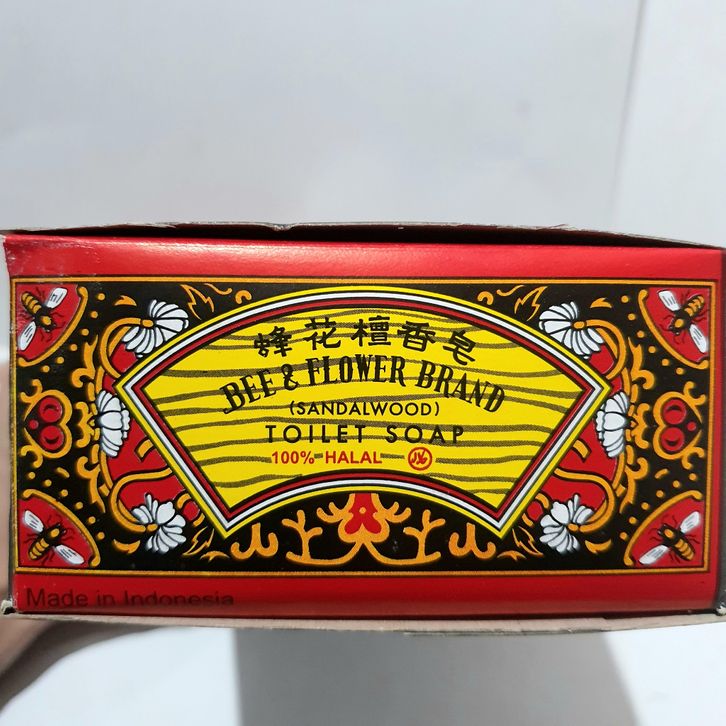 蜂花檀香皂
BEE & FLOWER BRAND
(SANDALWOOD)
TOILET SOAP
100% HALAL
Made in Indonesia